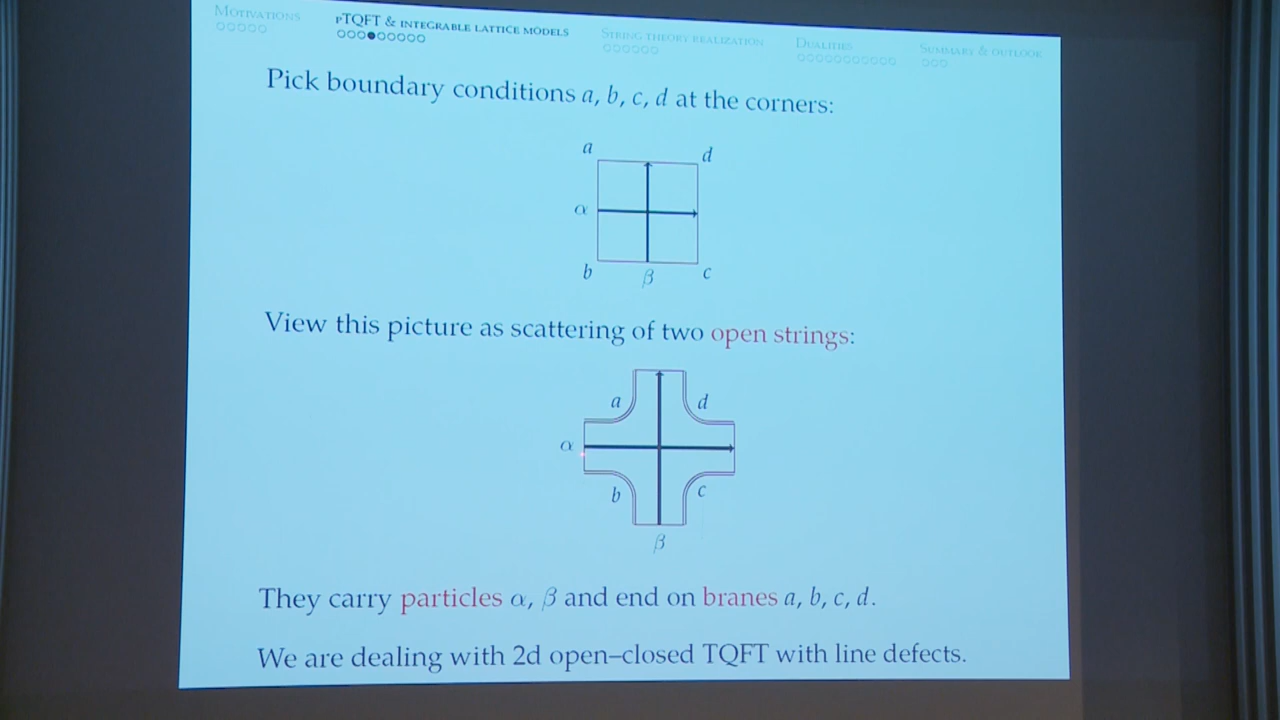 MOTIVATIONS PTQFT & INTEGRABLE LATTICE MODELS STRING THEORY REALIZATION DUALITIES SUMMARY & OUTLOOK
Pick boundary conditions a, b, c, d at the corners:
a d
α
b β c
View this picture as scattering of two open strings:
a d
α
b c
β
They carry particles α, β and end on branes a, b, c, d.
We are dealing with 2d open–closed TQFT with line defects.